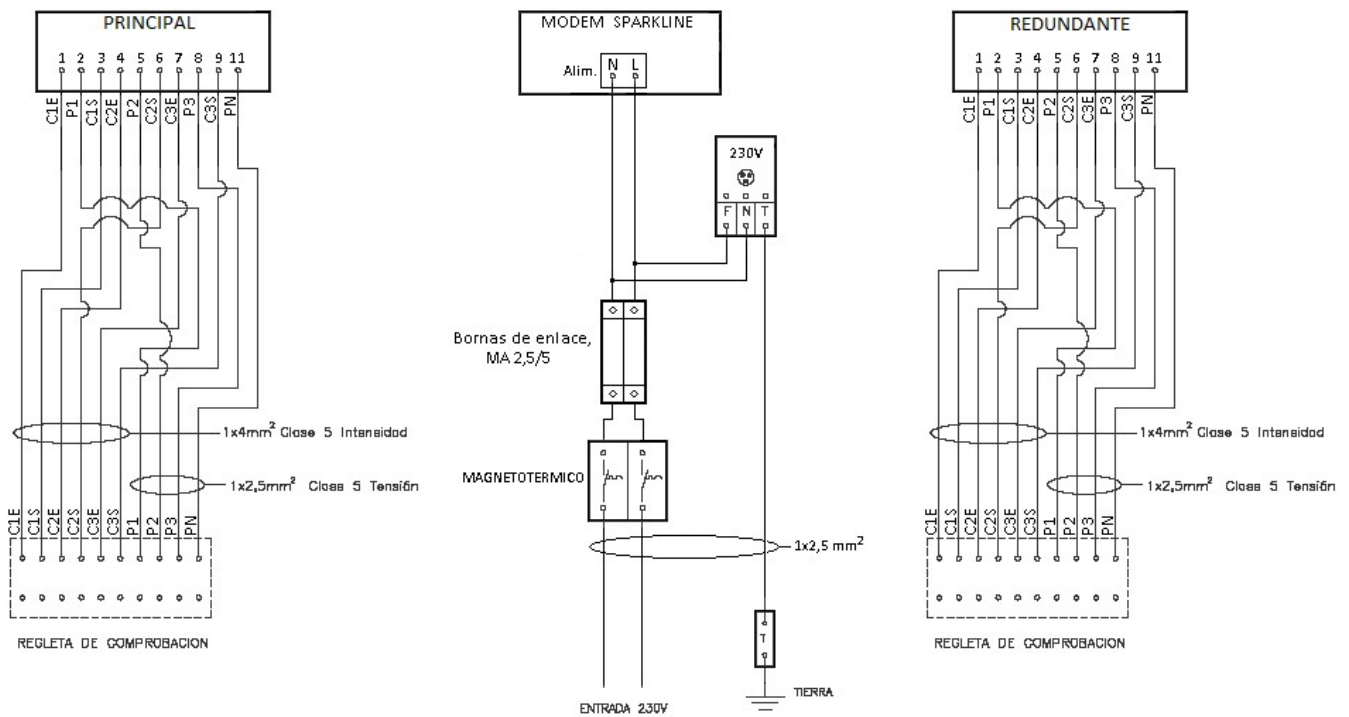 PRINCIPAL
1 2 3 4 5 6 7 8 9 11
C1E P1 C1S C2E P2 C2S C3E P3 C3S PN
1x4mm² Clase 5 Intensidad
1x2,5mm² Clase 5 Tensión
C1E C1S C2E C2S C3E C3S P1 P2 P3 PN
REGLETA DE COMPROBACION
MODEM SPARKLINE
Alim. N L
230V
F N T
Bornas de enlace,
MA 2,5/5
MAGNETOTERMICO
1x2,5 mm²
T
TIERRA
ENTRADA 230V
REDUNDANTE
1 2 3 4 5 6 7 8 9 11
C1E P1 C1S C2E P2 C2S C3E P3 C3S PN
1x4mm² Clase 5 Intensidad
1x2,5mm² Clase 5 Tensión
C1E C1S C2E C2S C3E C3S P1 P2 P3 PN
REGLETA DE COMPROBACION